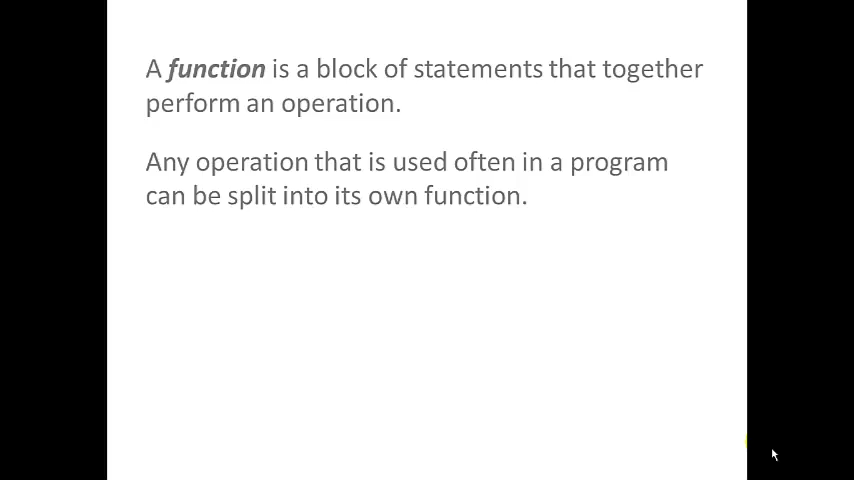 A function is a block of statements that together
perform an operation.
Any operation that is used often in a program
can be split into its own function.